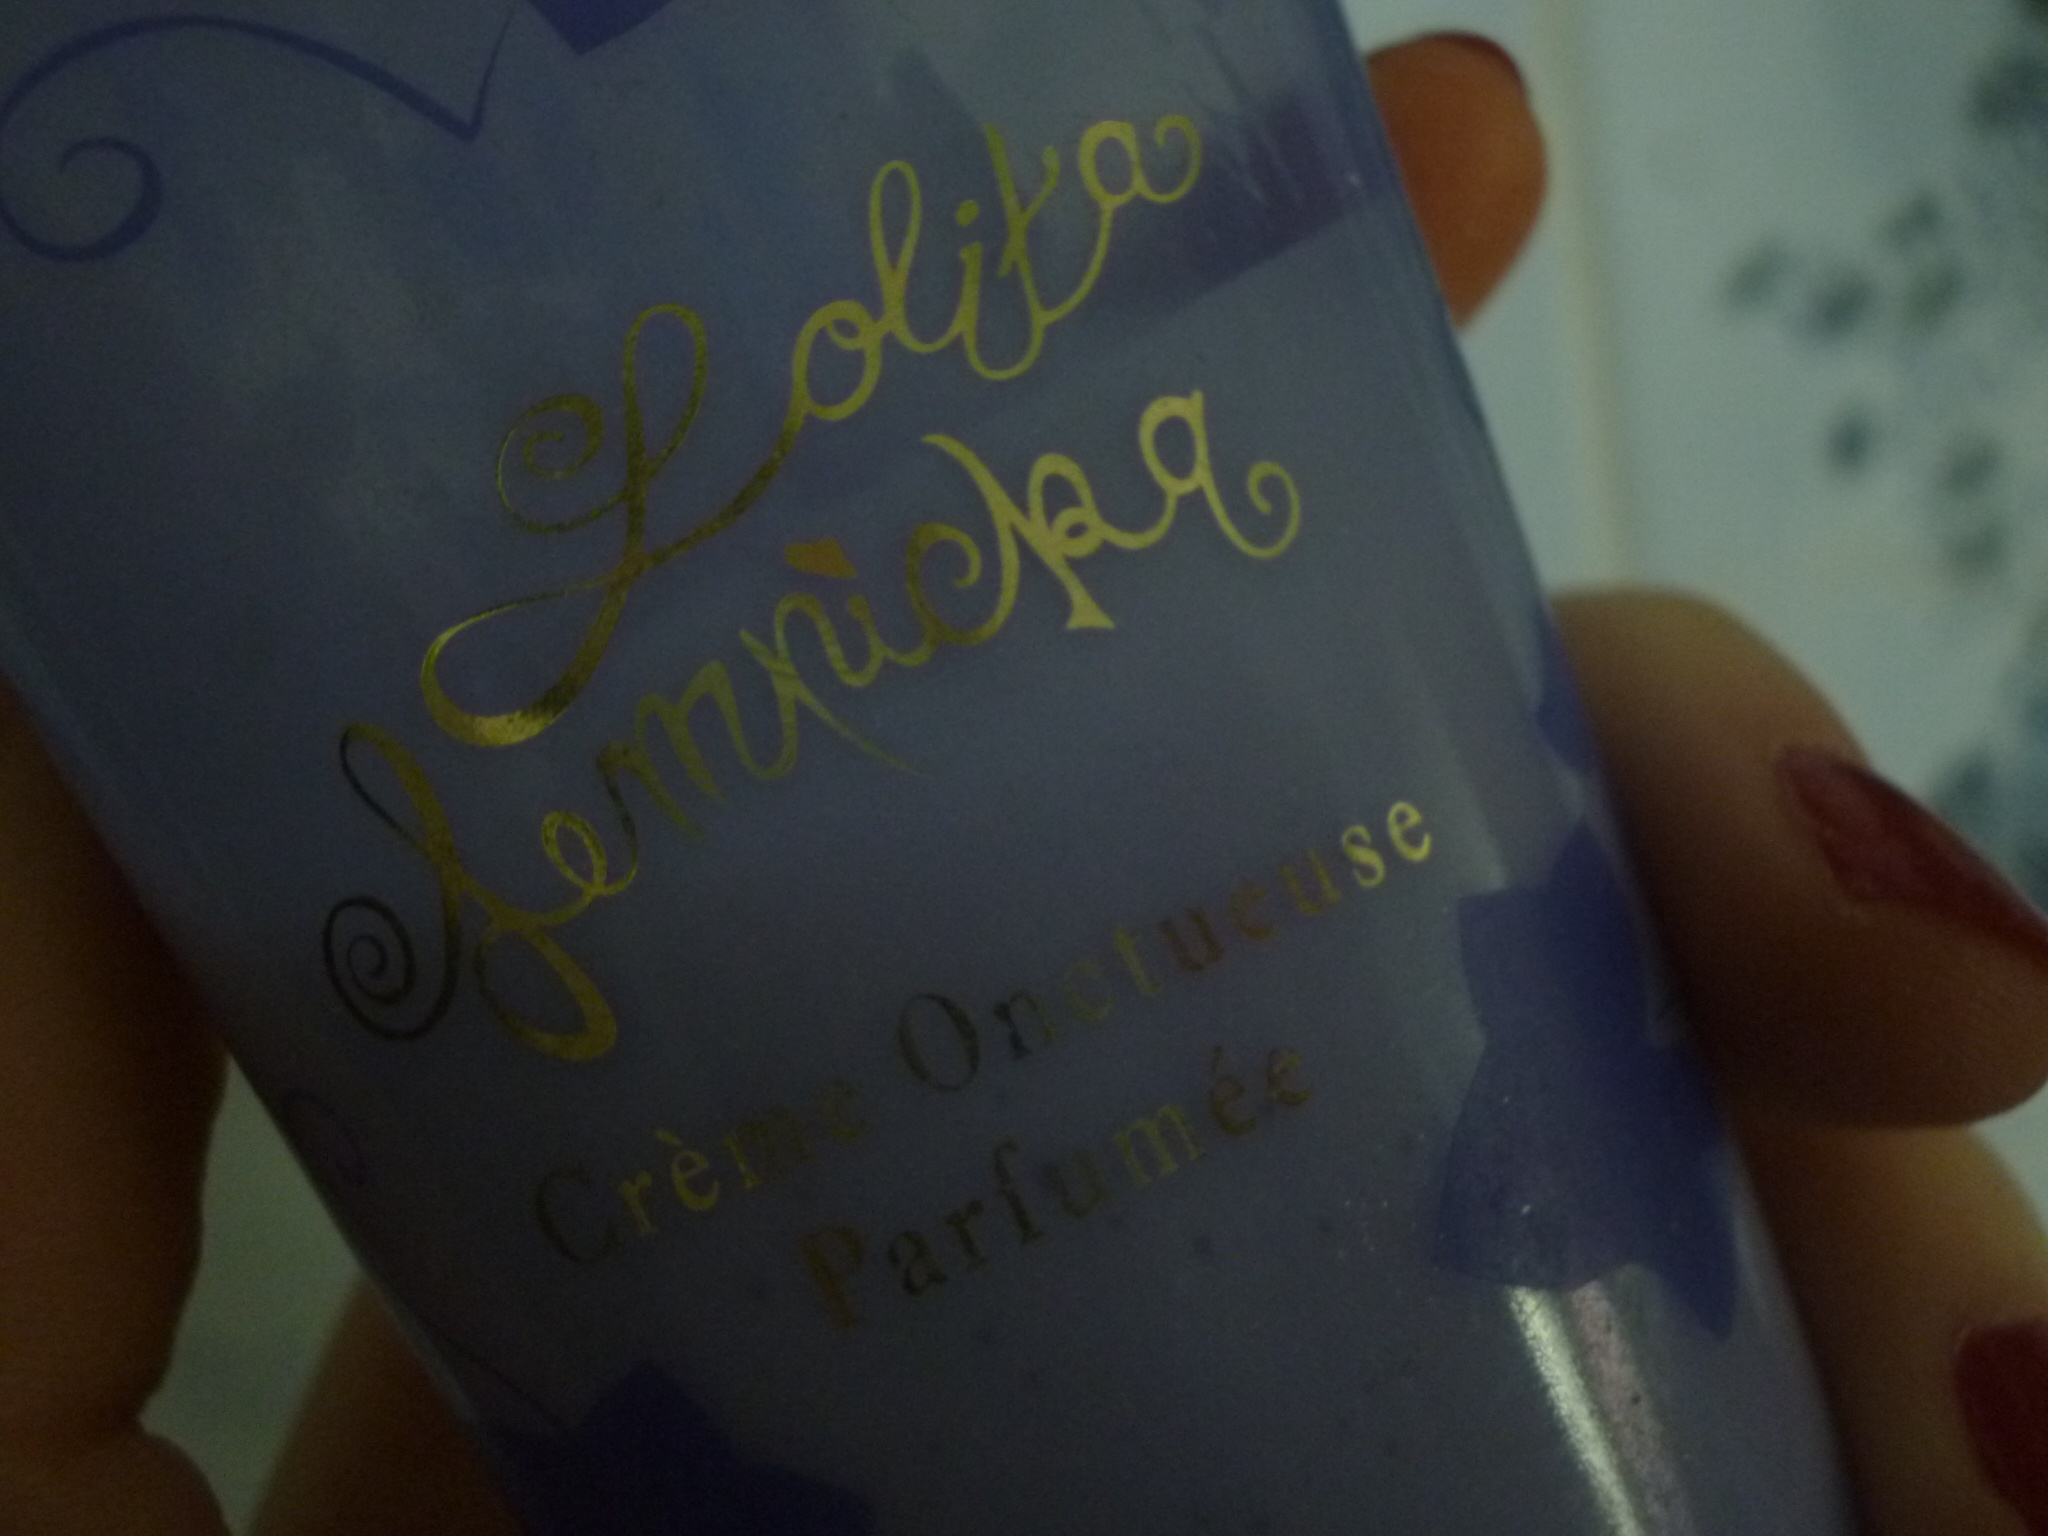 Lolita
Lempicka
Crème Onctueuse
Parfumée